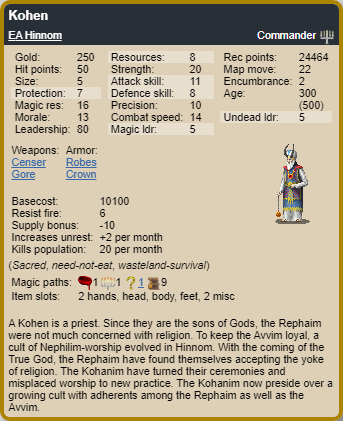 Kohen
EA Hinnom Commander
Gold: 250 Resources: 8 Rec points: 24464
Hit points: 50 Strength: 20 Map move: 22
Size: 5 Attack skill: 11 Encumbrance: 2
Protection: 7 Defence skill: 8 Age: 300
Magic res: 16 Precision: 10 (500)
Morale: 13 Combat speed: 14 Undead ldr: 5
Leadership: 80 Magic ldr: 5
Weapons: Armor:
Censer Robes
Gore Crown
Basecost: 10100
Resist fire: 6
Supply bonus: -10
Increases unrest: +2 per month
Kills population: 20 per month
(Sacred, need-not-eat, wasteland-survival)
Magic paths: 1 1 ?1 9
Item slots: 2 hands, head, body, feet, 2 misc
A Kohen is a priest. Since they are the sons of Gods, the Rephaim
were not much concerned with religion. To keep the Avvim loyal, a
cult of Nephilim-worship evolved in Hinnom. With the coming of the
True God, the Rephaim have found themselves accepting the yoke
of religion. The Kohanim have turned their ceremonies and
misplaced worship to new practice. The Kohanim now preside over a
growing cult with adherents among the Rephaim as well as the
Avvim.